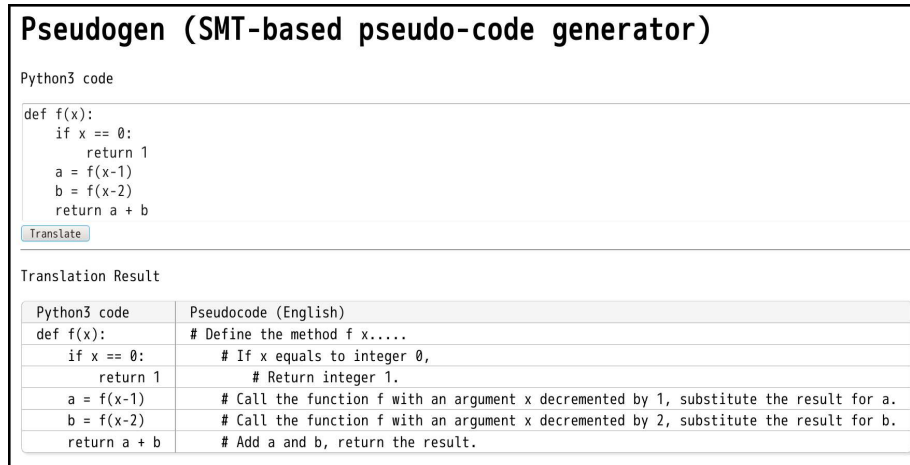 Pseudogen (SMT-based pseudo-code generator)
Python3 code
def f(x):
    if x == 0:
        return 1
    a = f(x-1)
    b = f(x-2)
    return a + b
Translate
Translation Result
Python3 code Pseudocode (English)
def f(x): # Define the method f x.....
    if x == 0: # If x equals to integer 0,
        return 1 # Return integer 1.
    a = f(x-1) # Call the function f with an argument x decremented by 1, substitute the result for a.
    b = f(x-2) # Call the function f with an argument x decremented by 2, substitute the result for b.
    return a + b # Add a and b, return the result.